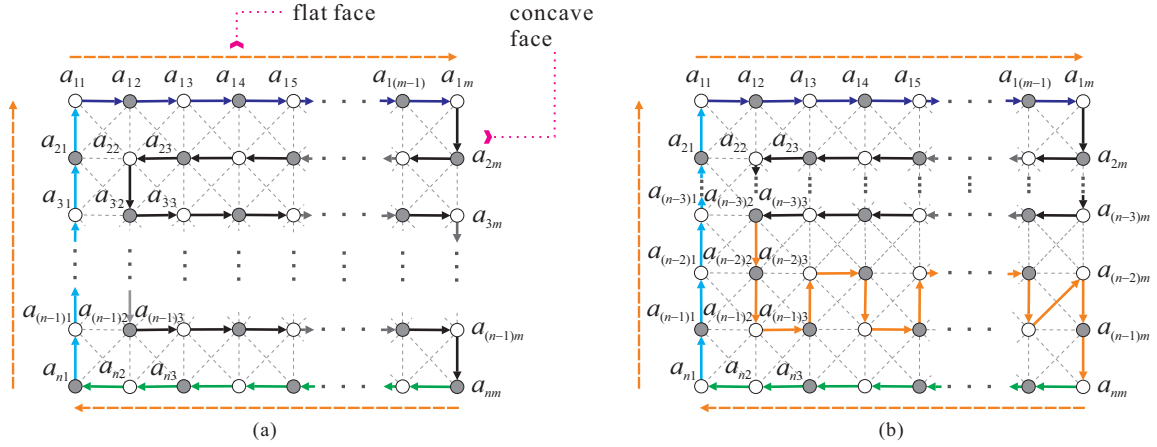 flat face
concave
face
a₁₁ a₁₂ a₁₃ a₁₄ a₁₅ a₁₍ₘ₋₁₎ a₁ₘ
a₂₁ a₂₂ a₂₃ a₂ₘ
a₃₁ a₃₂ a₃₃ a₃ₘ
a₍ₙ₋₁₎₁ a₍ₙ₋₁₎₂ a₍ₙ₋₁₎₃ a₍ₙ₋₁₎ₘ
aₙ₁ aₙ₂ aₙ₃ aₙₘ
(a)
a₁₁ a₁₂ a₁₃ a₁₄ a₁₅ a₁₍ₘ₋₁₎ a₁ₘ
a₂₁ a₂₂ a₂₃ a₂ₘ
a₍ₙ₋₃₎₁ a₍ₙ₋₃₎₂ a₍ₙ₋₃₎₃ a₍ₙ₋₃₎ₘ
a₍ₙ₋₂₎₁ a₍ₙ₋₂₎₂ a₍ₙ₋₂₎₃ a₍ₙ₋₂₎ₘ
a₍ₙ₋₁₎₁ a₍ₙ₋₁₎₂ a₍ₙ₋₁₎₃ a₍ₙ₋₁₎ₘ
aₙ₁ aₙ₂ aₙ₃ aₙₘ
(b)